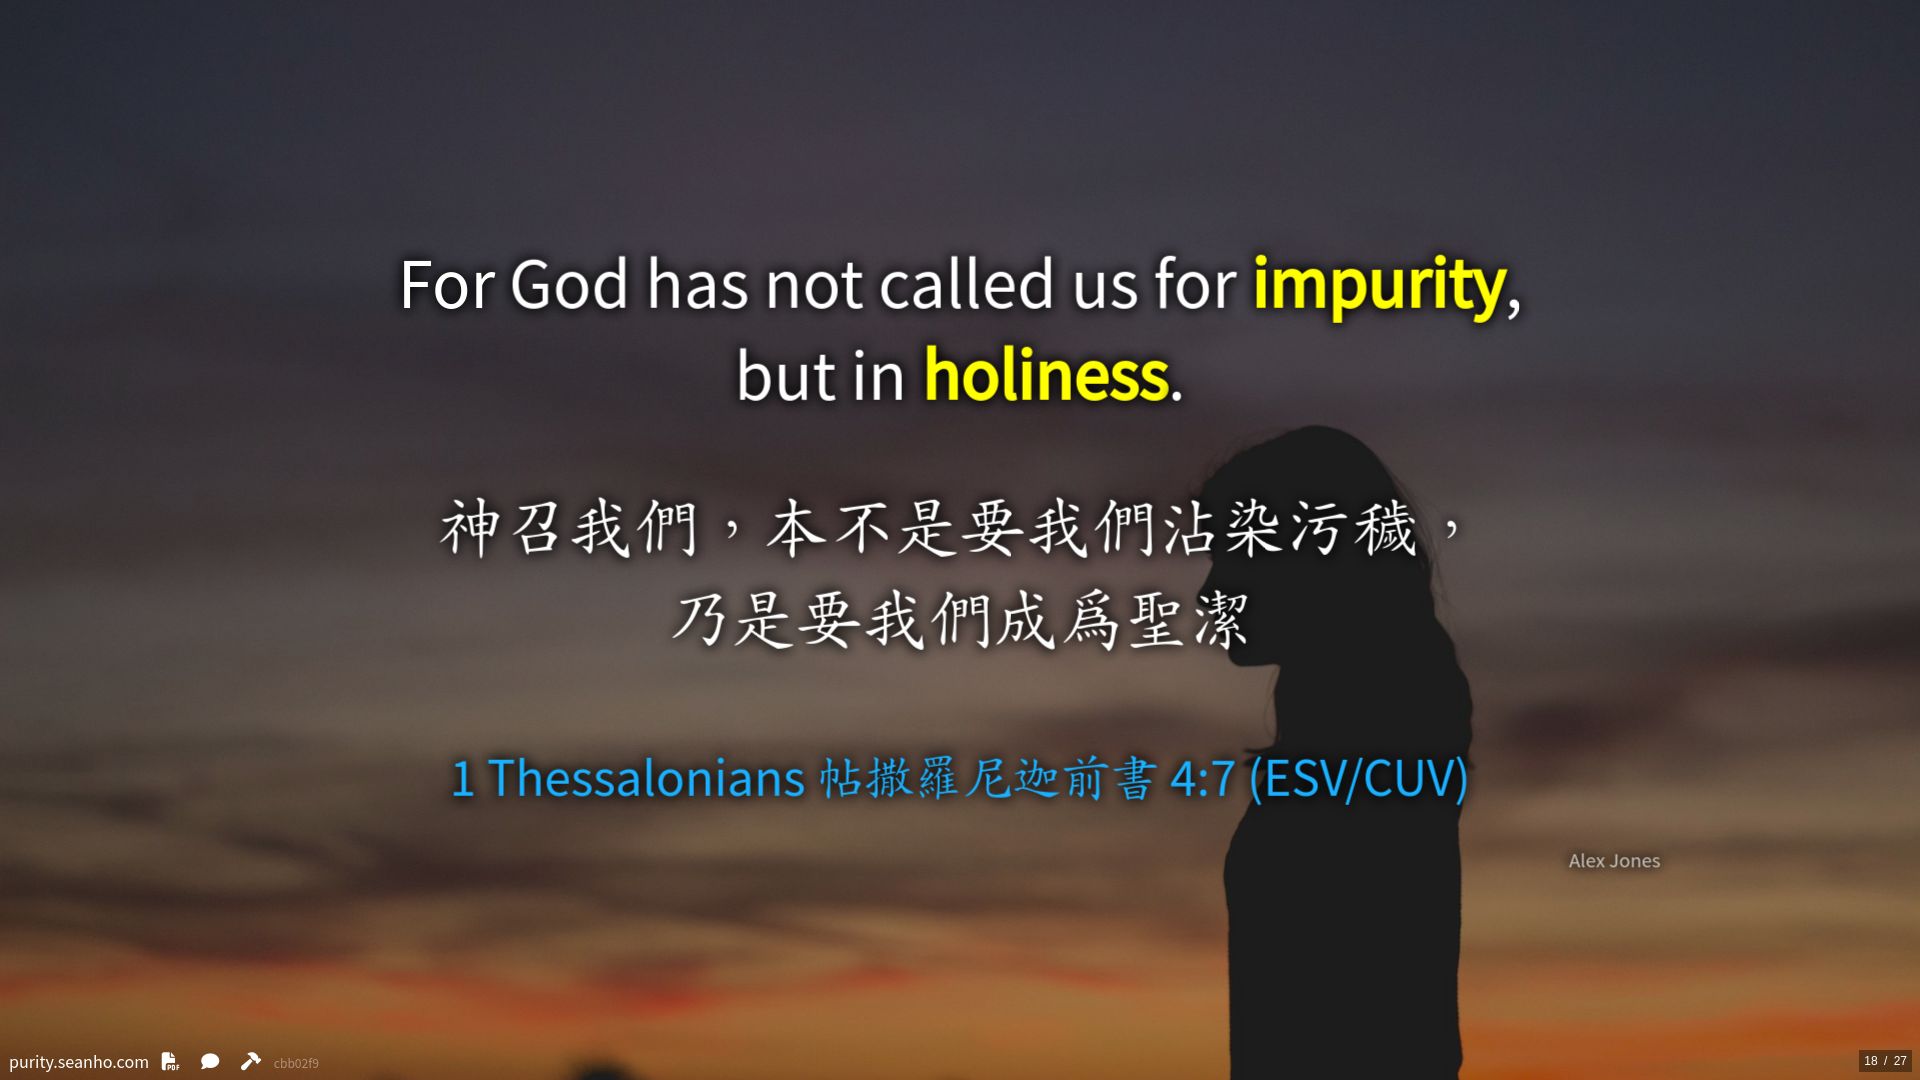 For God has not called us for impurity,
but in holiness.
神召我們，本不是要我們沾染污穢，
乃是要我們成爲聖潔
1 Thessalonians 帖撒羅尼迦前書 4:7 (ESV/CUV)
Alex Jones
purity.seanho.com PDF cbb02f9
18 / 27